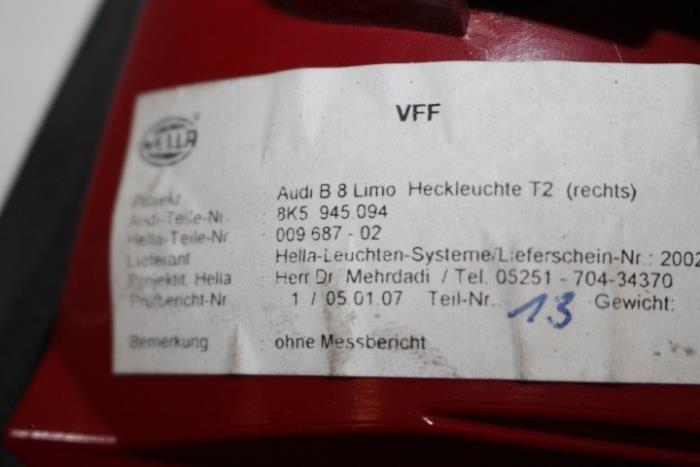 VFF
HELLA
Projekt : Audi B 8 Limo Heckleuchte T2 (rechts)
Audi-Teile-Nr. : 8K5 945.094
Hella-Teile-Nr. : 009 687 - 02
Lieferant : Hella-Leuchten-Systeme/Lieferschein-Nr.: 2002
Projektlt. Hella : Herr Dr. Mehrdadi / Tel. 05251 - 704-34370
Prüfbericht-Nr : 1 / 05.01.07 Teil-Nr.: 13 Gewicht:
Bemerkung : ohne Messbericht